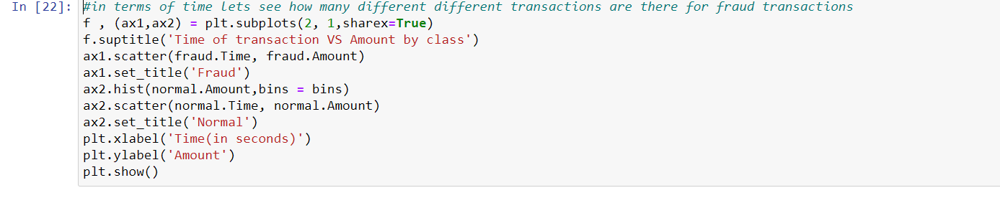 In [22]: #in terms of time lets see how many different different transactions are there for fraud transactions
f , (ax1,ax2) = plt.subplots(2, 1,sharex=True)
f.suptitle('Time of transaction VS Amount by class')
ax1.scatter(fraud.Time, fraud.Amount)
ax1.set_title('Fraud')
ax2.hist(normal.Amount,bins = bins)
ax2.scatter(normal.Time, normal.Amount)
ax2.set_title('Normal')
plt.xlabel('Time(in seconds)')
plt.ylabel('Amount')
plt.show()